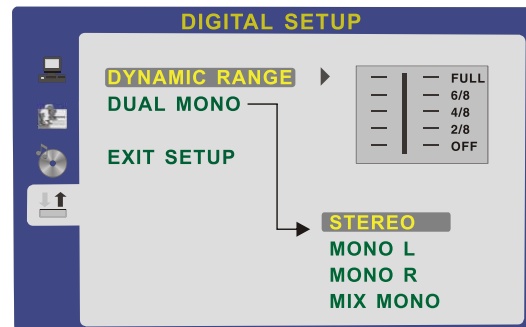 DIGITAL SETUP
DYNAMIC RANGE
DUAL MONO
EXIT SETUP
FULL
6/8
4/8
2/8
OFF
STEREO
MONO L
MONO R
MIX MONO